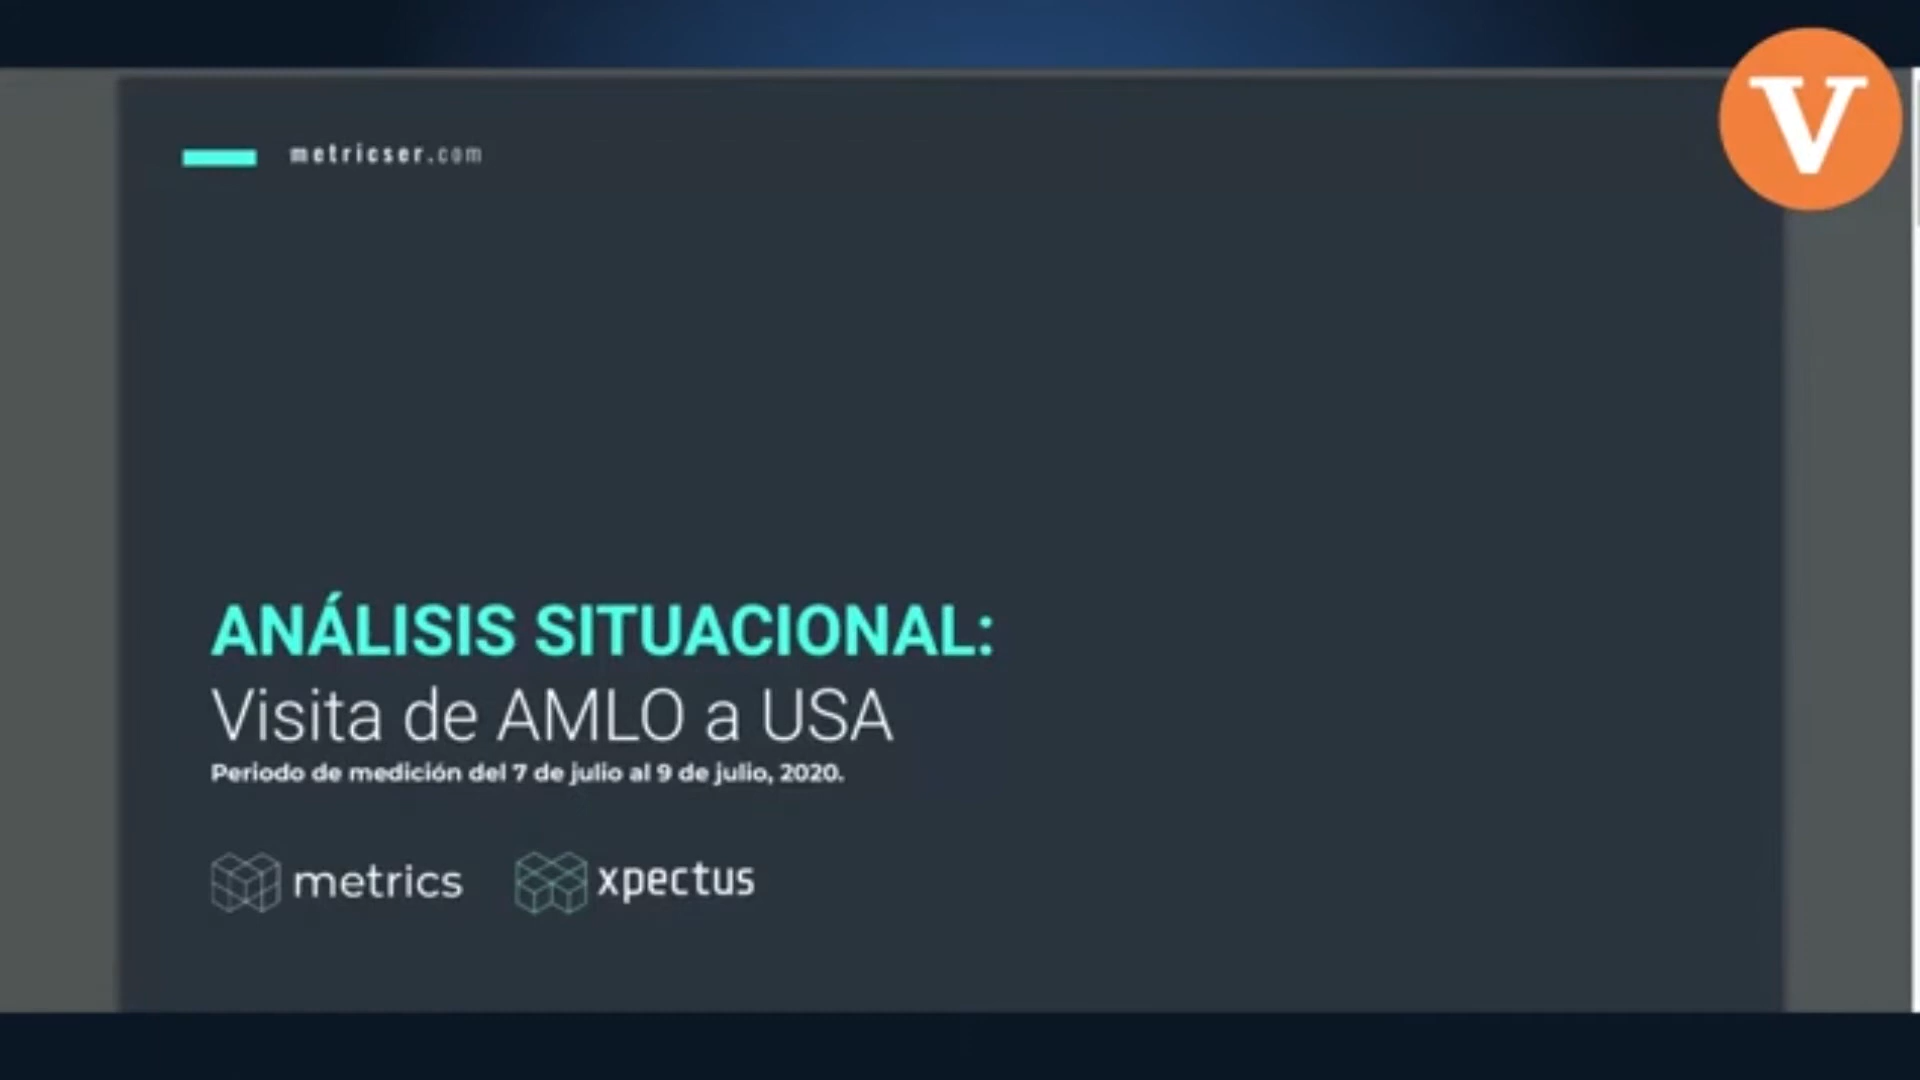 metricser.com
V
ANÁLISIS SITUACIONAL:
Visita de AMLO a USA
Periodo de medición del 7 de julio al 9 de julio, 2020.
metrics xpectus